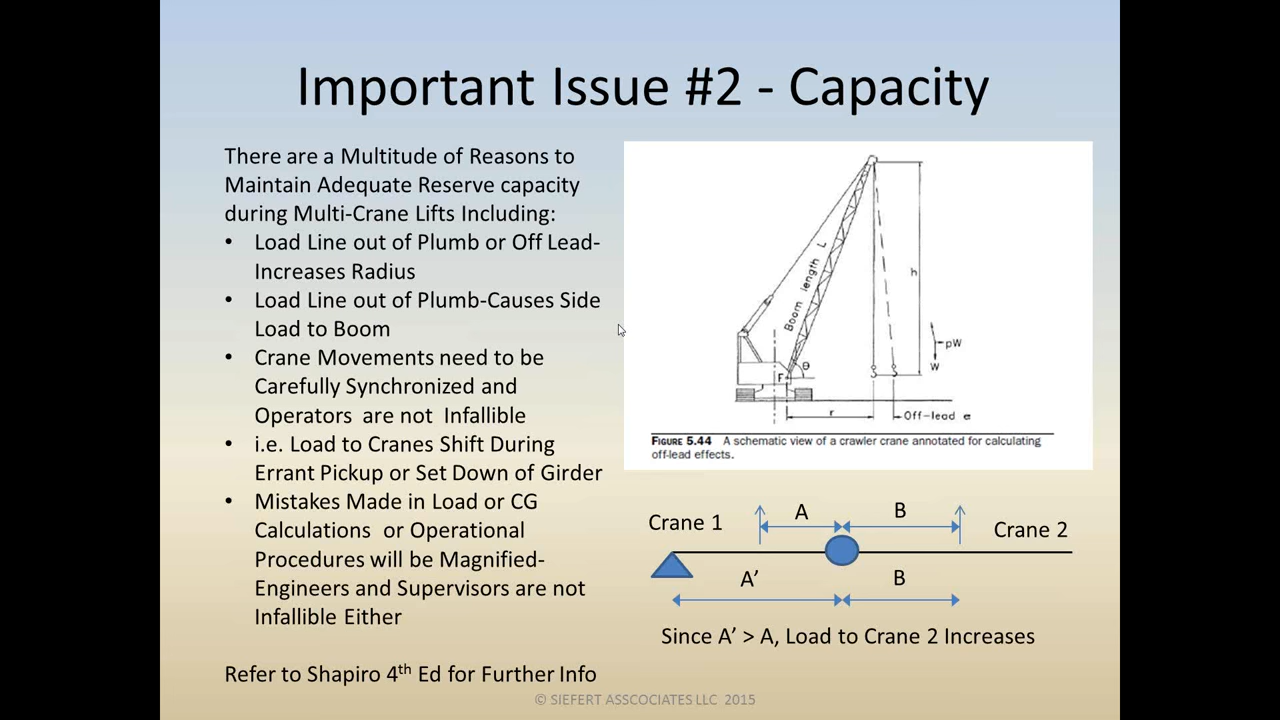 Important Issue #2 - Capacity
There are a Multitude of Reasons to
Maintain Adequate Reserve capacity
during Multi-Crane Lifts Including:
• Load Line out of Plumb or Off Lead-
Increases Radius
• Load Line out of Plumb-Causes Side
Load to Boom
• Crane Movements need to be
Carefully Synchronized and
Operators are not Infallible
• i.e. Load to Cranes Shift During
Errant Pickup or Set Down of Girder
• Mistakes Made in Load or CG
Calculations or Operational
Procedures will be Magnified-
Engineers and Supervisors are not
Infallible Either
Refer to Shapiro 4th Ed for Further Info
Boom length L
h
pW
W
θ
F
r
Off-lead α
FIGURE 5.44 A schematic view of a crawler crane annotated for calculating
off-lead effects.
Crane 1
A
B
Crane 2
A’
B
Since A’ > A, Load to Crane 2 Increases
© SIEFERT ASSCOCIATES LLC 2015